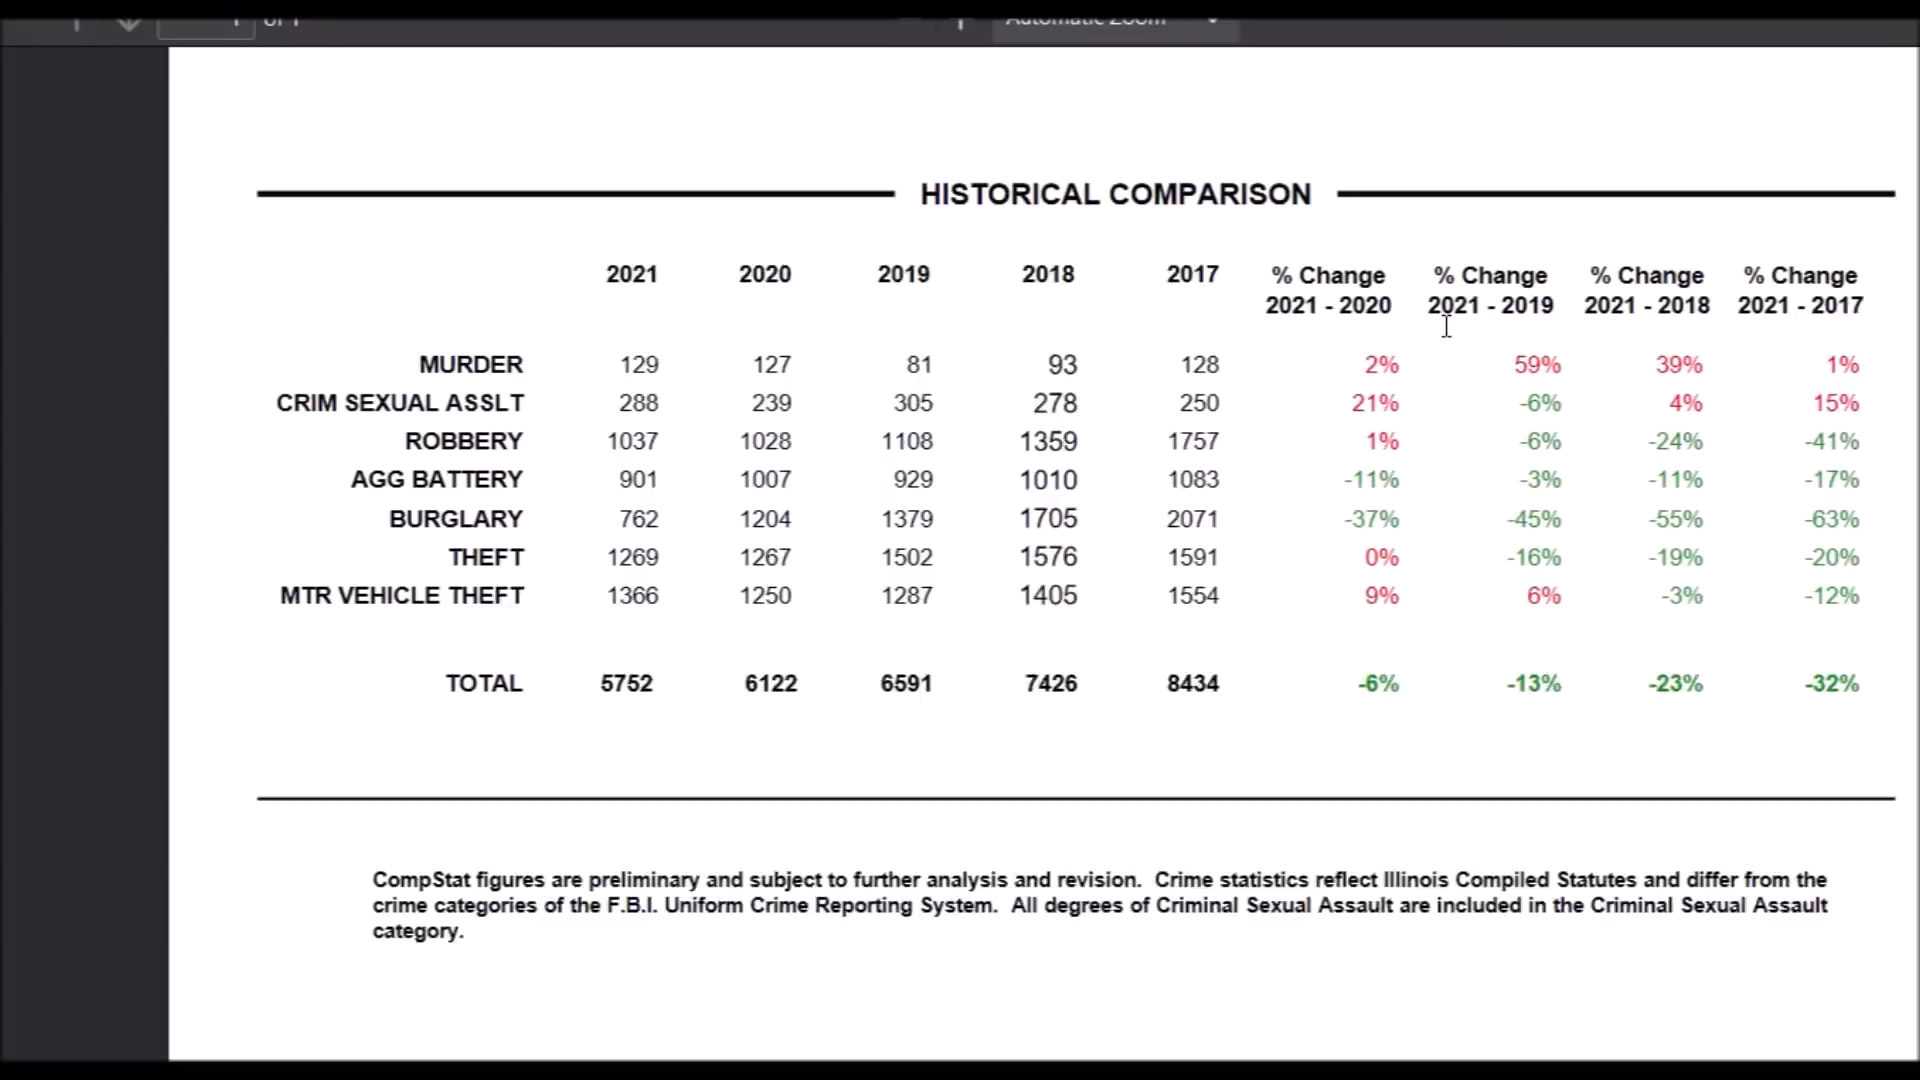 of 1
Automatic Zoom
HISTORICAL COMPARISON
2021 2020 2019 2018 2017 % Change % Change % Change % Change
2021 - 2020 2021 - 2019 2021 - 2018 2021 - 2017
MURDER 129 127 81 93 128 2% 59% 39% 1%
CRIM SEXUAL ASSLT 288 239 305 278 250 21% -6% 4% 15%
ROBBERY 1037 1028 1108 1359 1757 1% -6% -24% -41%
AGG BATTERY 901 1007 929 1010 1083 -11% -3% -11% -17%
BURGLARY 762 1204 1379 1705 2071 -37% -45% -55% -63%
THEFT 1269 1267 1502 1576 1591 0% -16% -19% -20%
MTR VEHICLE THEFT 1366 1250 1287 1405 1554 9% 6% -3% -12%
TOTAL 5752 6122 6591 7426 8434 -6% -13% -23% -32%
CompStat figures are preliminary and subject to further analysis and revision. Crime statistics reflect Illinois Compiled Statutes and differ from the
crime categories of the F.B.I. Uniform Crime Reporting System. All degrees of Criminal Sexual Assault are included in the Criminal Sexual Assault
category.